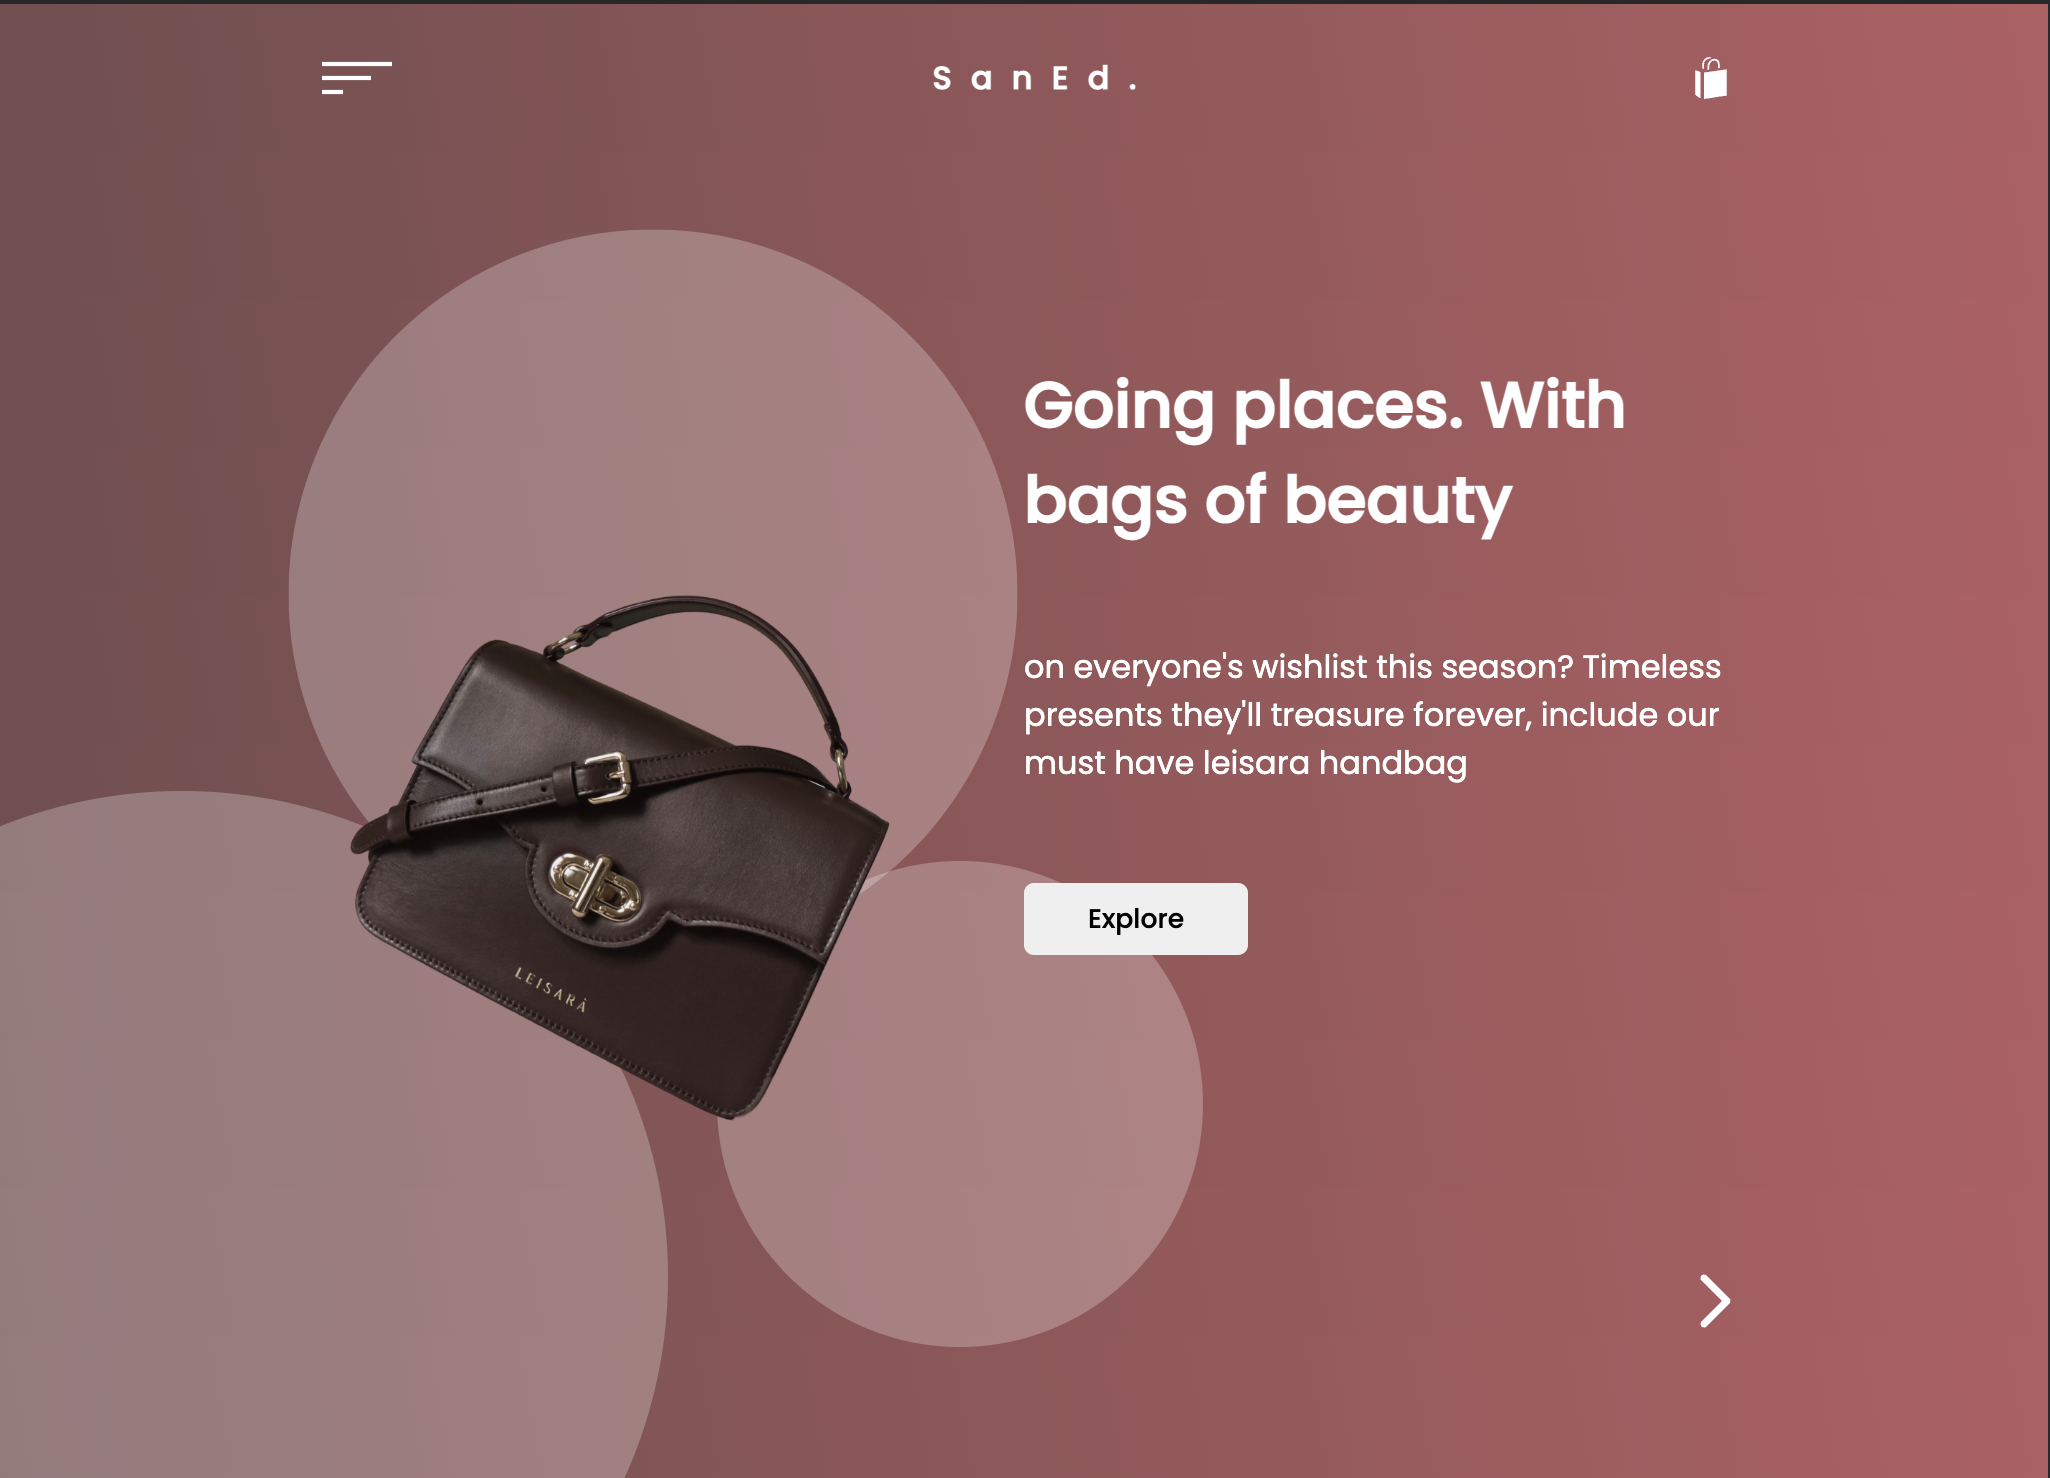 SanEd.
Going places. With
bags of beauty
on everyone's wishlist this season? Timeless
presents they'll treasure forever, include our
must have leisara handbag
Explore
LEISARÀ